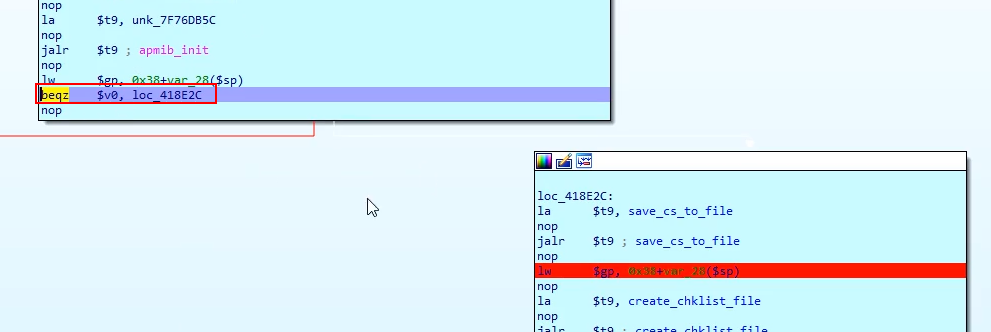 nop
la $t9, unk_7F76DB5C
nop
jalr $t9 ; apmib_init
nop
lw $gp, 0x38+var_28($sp)
beqz $v0, loc_418E2C
nop
loc_418E2C:
la $t9, save_cs_to_file
nop
jalr $t9 ; save_cs_to_file
nop
lw $gp, 0x38+var_28($sp)
nop
la $t9, create_chklist_file
nop
jalr $t9 ; create_chklist_file